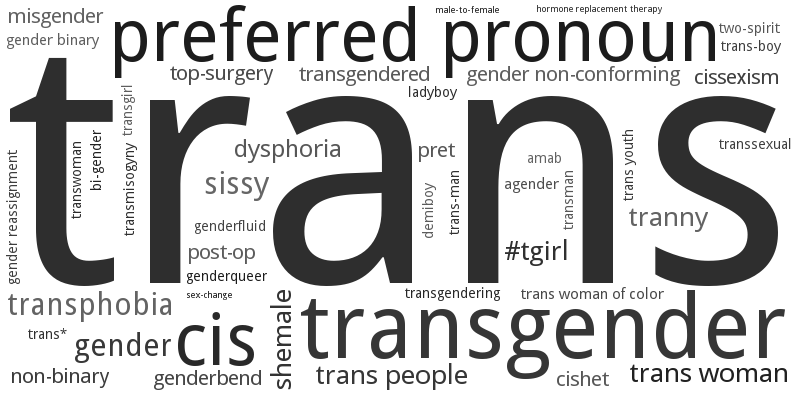 misgender
preferred pronoun
male-to-female
hormone replacement therapy
two-spirit
gender binary
trans-boy
top-surgery
transgendered
gender non-conforming
cissexism
ladyboy
trans
transgirl
bi-gender
transwoman
transmisogyny
gender reassignment
dysphoria
pret
amab
trans youth
transsexual
sissy
agender
transman
demiboy
trans-man
tranny
genderfluid
post-op
#tgirl
genderqueer
sex-change
transgendering
trans woman of color
transphobia
shemale
transgender
trans*
gender
cis
non-binary
genderbend
trans people
cishet
trans woman